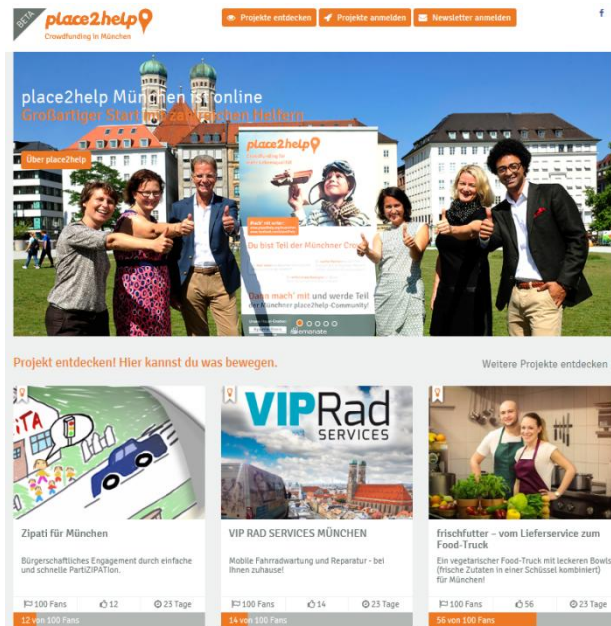 BETA
place2help
Crowdfunding in München
Projekte entdecken
Projekte anmelden
Newsletter anmelden
f
place2help München ist online
Großartiger Start mit zahlreichen Helfern
Über place2help
place2help
Du bist Teil der Münchner Crowd
Dann mach' mit und werde Teil
der Münchner place2help-Community!
Projekt entdecken! Hier kannst du was bewegen.
Weitere Projekte entdecken
VIPRad
SERVICES
Zipati für München
Bürgerschaftliches Engagement durch einfache
und schnelle PartiZIPATIon.
100 Fans
12
23 Tage
12 von 100 Fans
VIP RAD SERVICES MÜNCHEN
Mobile Fahrradwartung und Reparatur - bei
Ihnen zuhause!
100 Fans
14
23 Tage
14 von 100 Fans
frischfutter – vom Lieferservice zum
Food-Truck
Ein vegetarischer Food-Truck mit leckeren Bowls
(frische Zutaten in einer Schüssel kombiniert)
für München!
100 Fans
56
23 Tage
56 von 100 Fans